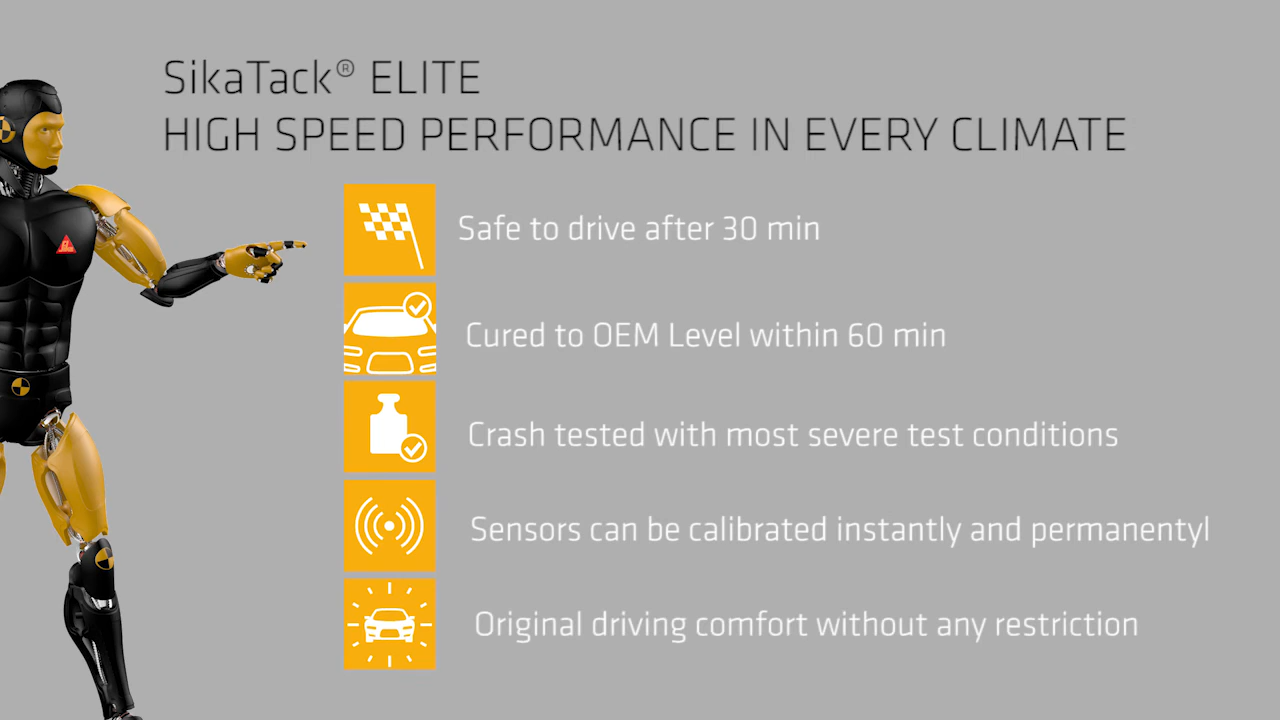 SikaTack® ELITE
HIGH SPEED PERFORMANCE IN EVERY CLIMATE
Safe to drive after 30 min
Cured to OEM Level within 60 min
Crash tested with most severe test conditions
Sensors can be calibrated instantly and permanentyl
Original driving comfort without any restriction